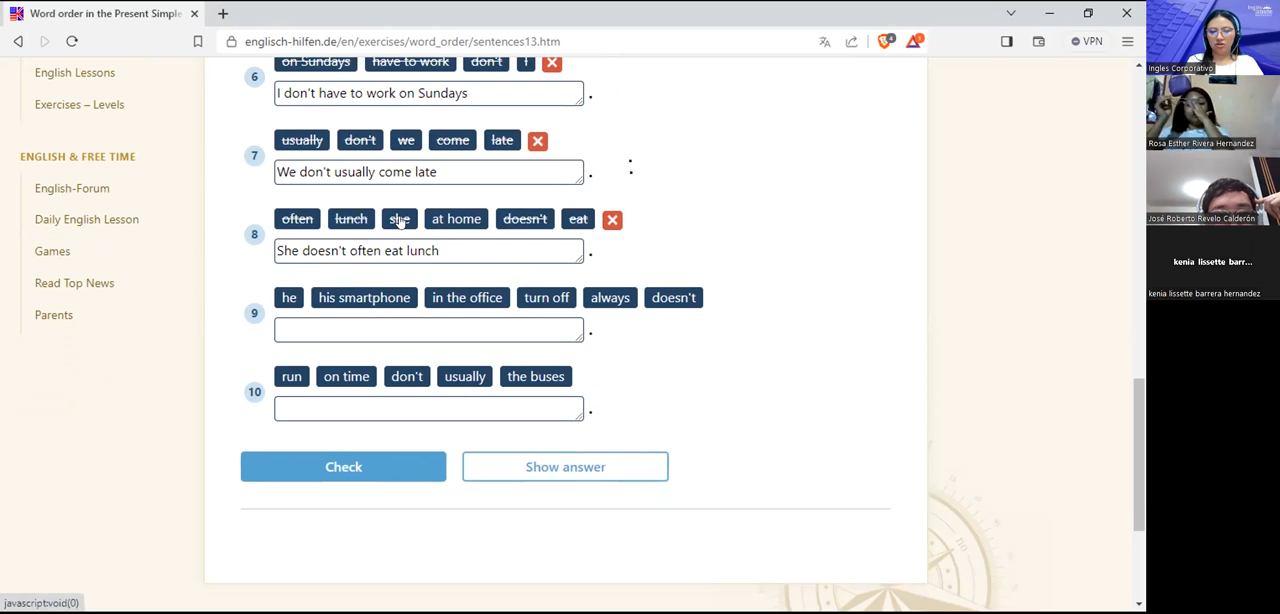 Word order in the Present Simple
englisch-hilfen.de/en/exercises/word_order/sentences13.htm
VPN
English Lessons
Exercises – Levels
ENGLISH & FREE TIME
English-Forum
Daily English Lesson
Games
Read Top News
Parents
6
on Sundays have to work don't I
I don't have to work on Sundays .
7
usually don't we come late
We don't usually come late . :
8
often lunch she at home doesn't eat
She doesn't often eat lunch .
9
he his smartphone in the office turn off always doesn't
.
10
run on time don't usually the buses
.
Check Show answer
javascript:void(0)
Ingles Corporativo
Rosa Esther Rivera Hernandez
José Roberto Revelo Calderón
kenia lissette barr...
kenia lissette barrera hernandez